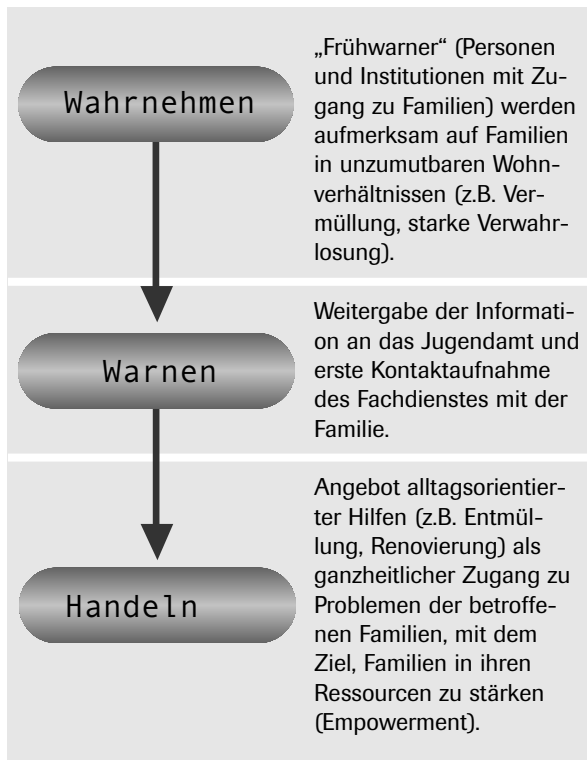 Wahrnehmen
„Frühwarner“ (Personen
und Institutionen mit Zu-
gang zu Familien) werden
aufmerksam auf Familien
in unzumutbaren Wohn-
verhältnissen (z.B. Ver-
müllung, starke Verwahr-
losung).
Warnen
Weitergabe der Informati-
on an das Jugendamt und
erste Kontaktaufnahme
des Fachdienstes mit der
Familie.
Handeln
Angebot alltagsorientier-
ter Hilfen (z.B. Entmül-
lung, Renovierung) als
ganzheitlicher Zugang zu
Problemen der betroffe-
nen Familien, mit dem
Ziel, Familien in ihren
Ressourcen zu stärken
(Empowerment).